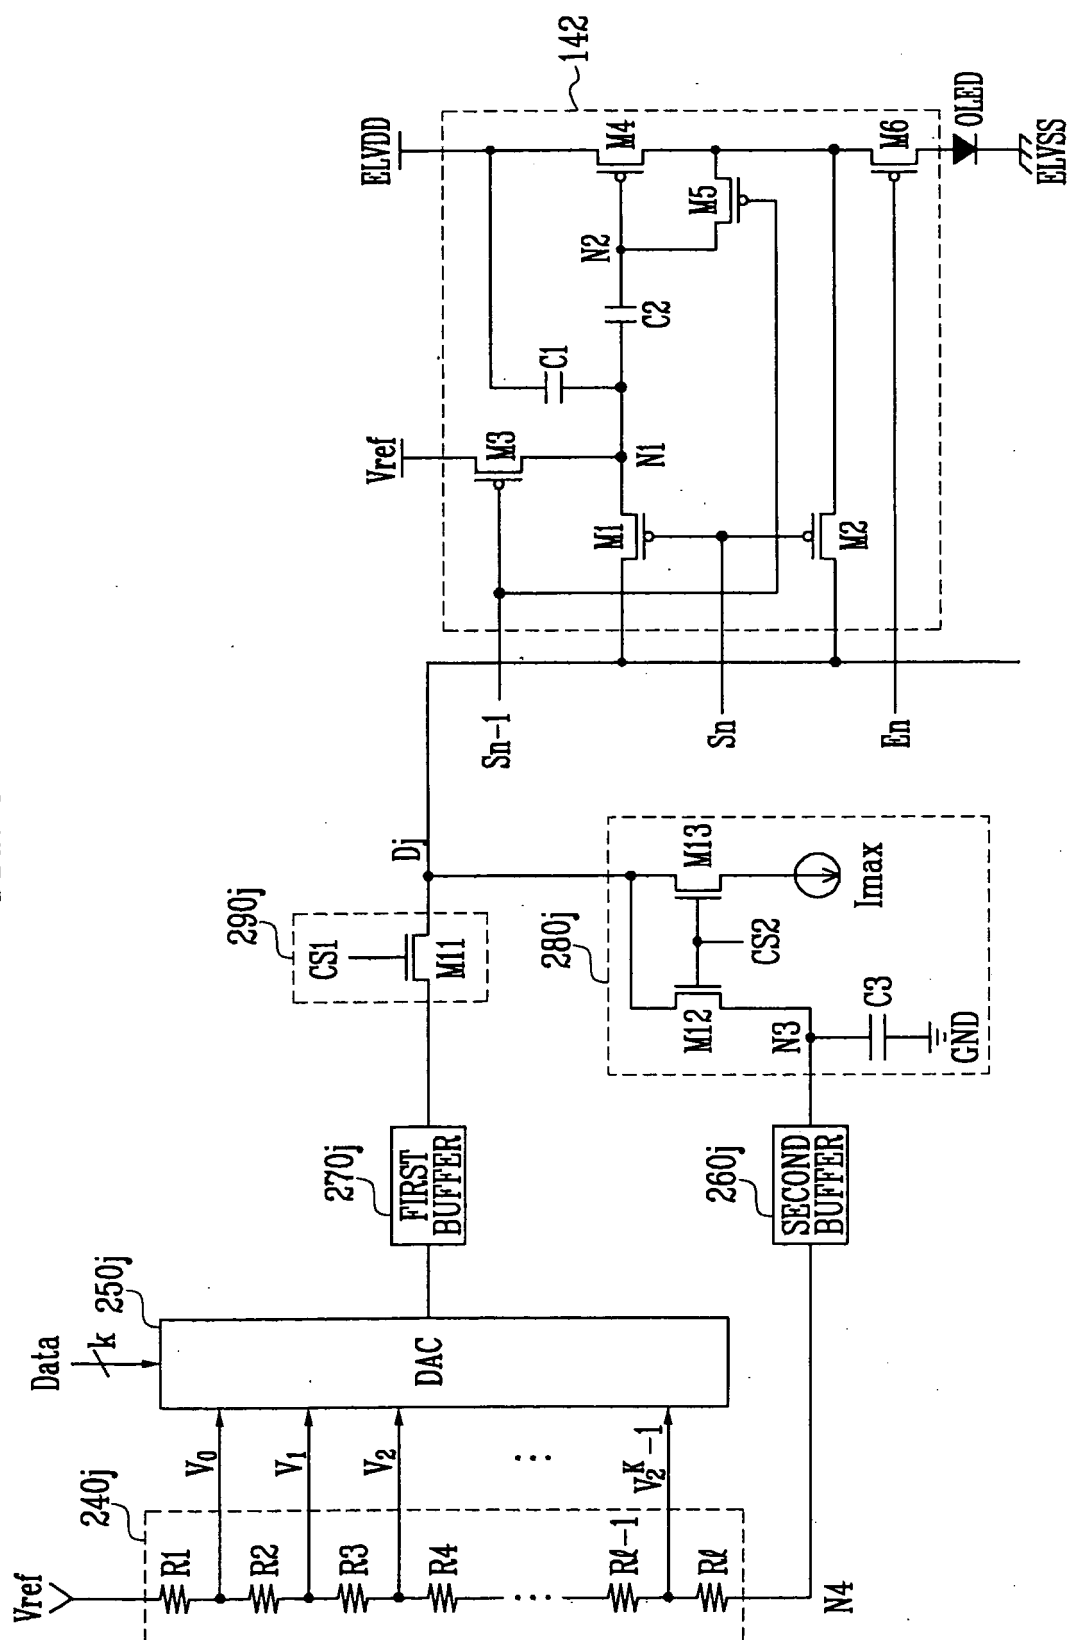 Vref
240j
R1
R2
R3
R4
...
Rℓ-1
Rℓ
N4
V0
V1
V2
...
V2^K-1
Data
k
250j
DAC
270j
FIRST
BUFFER
260j
SECOND
BUFFER
290j
CS1
M11
Dj
280j
M12
M13
CS2
N3
C3
GND
Imax
Sn-1
Sn
En
142
Vref
ELVDD
M3
C1
N1
M1
C2
N2
M4
M5
M2
M6
OLED
ELVSS